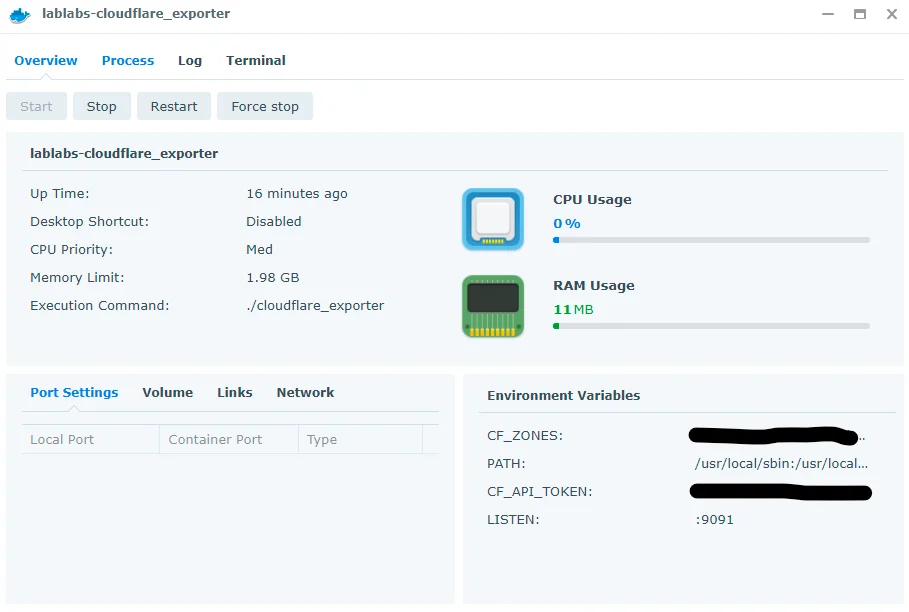 lablabs-cloudflare_exporter
Overview Process Log Terminal
Start Stop Restart Force stop
lablabs-cloudflare_exporter
Up Time: 16 minutes ago
Desktop Shortcut: Disabled
CPU Priority: Med
Memory Limit: 1.98 GB
Execution Command: ./cloudflare_exporter
CPU Usage
0 %
RAM Usage
11 MB
Port Settings Volume Links Network
Local Port Container Port Type
Environment Variables
CF_ZONES: ..
PATH: /usr/local/sbin:/usr/local...
CF_API_TOKEN:
LISTEN: :9091